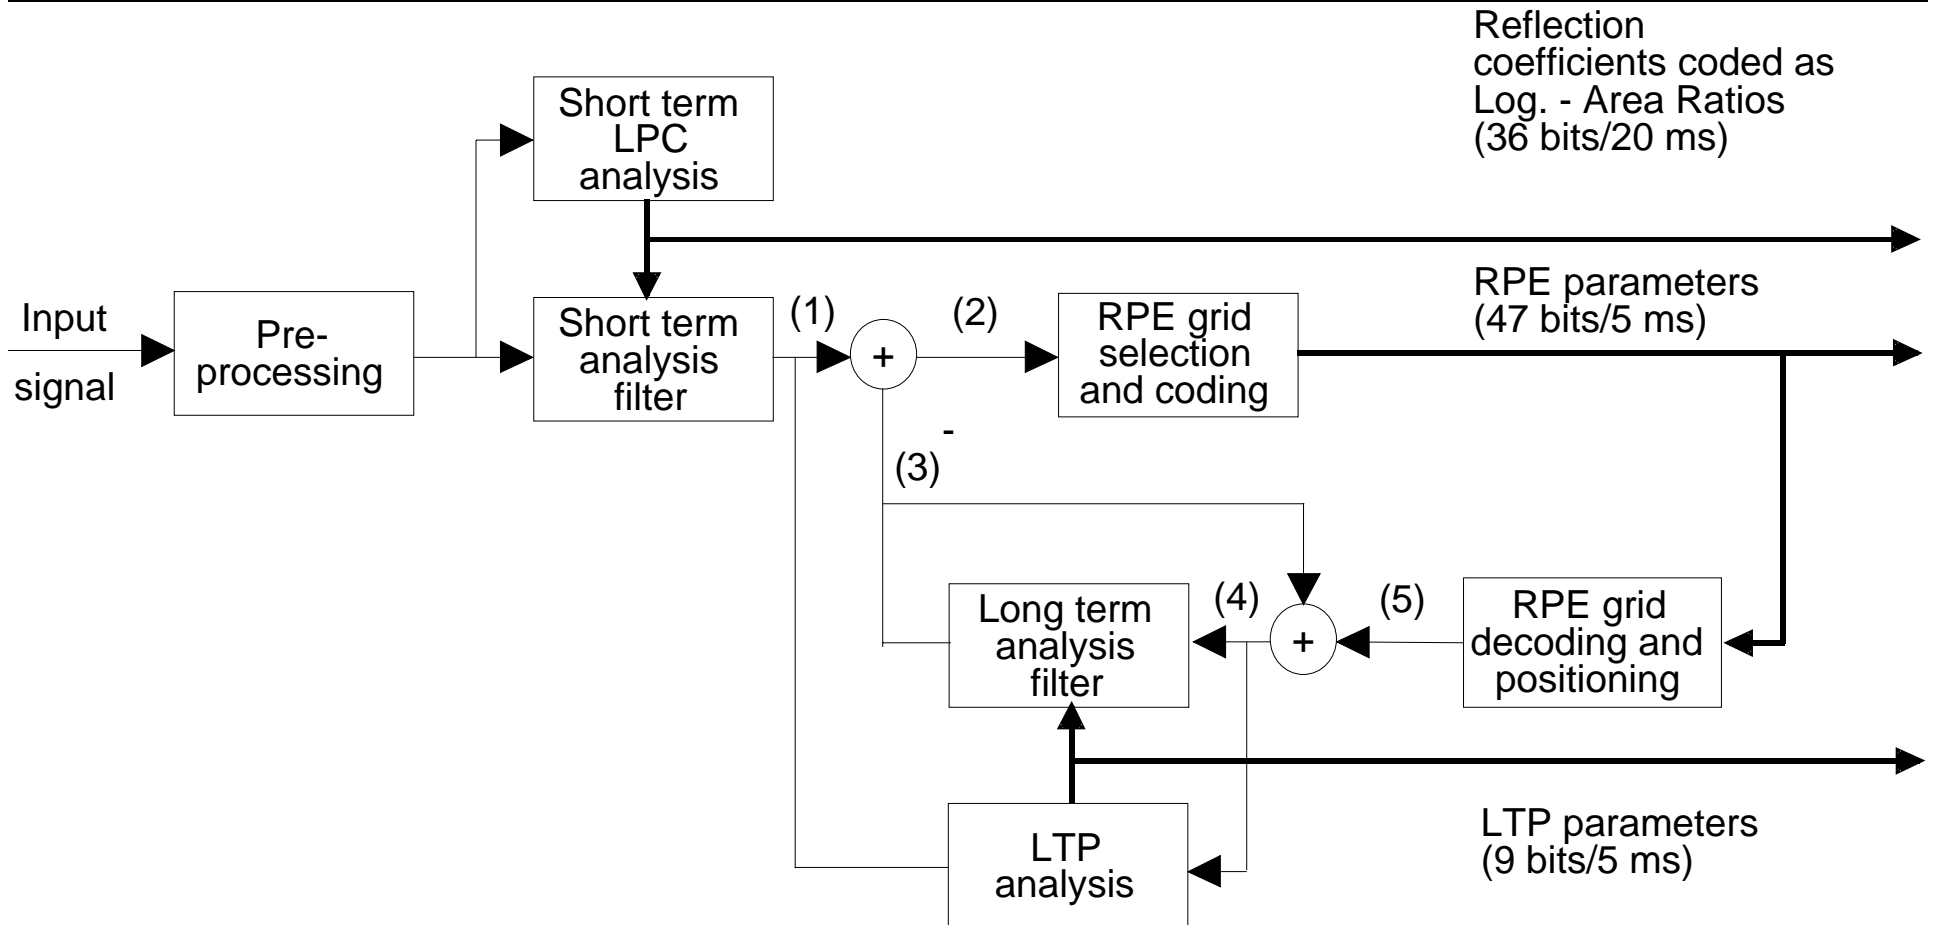 Reflection
coefficients coded as
Log. - Area Ratios
(36 bits/20 ms)
Short term
LPC
analysis
Input
signal
Pre-
processing
Short term
analysis
filter
(1)
+
(2)
RPE grid
selection
and coding
RPE parameters
(47 bits/5 ms)
-
(3)
Long term
analysis
filter
(4)
+
(5)
RPE grid
decoding and
positioning
LTP
analysis
LTP parameters
(9 bits/5 ms)